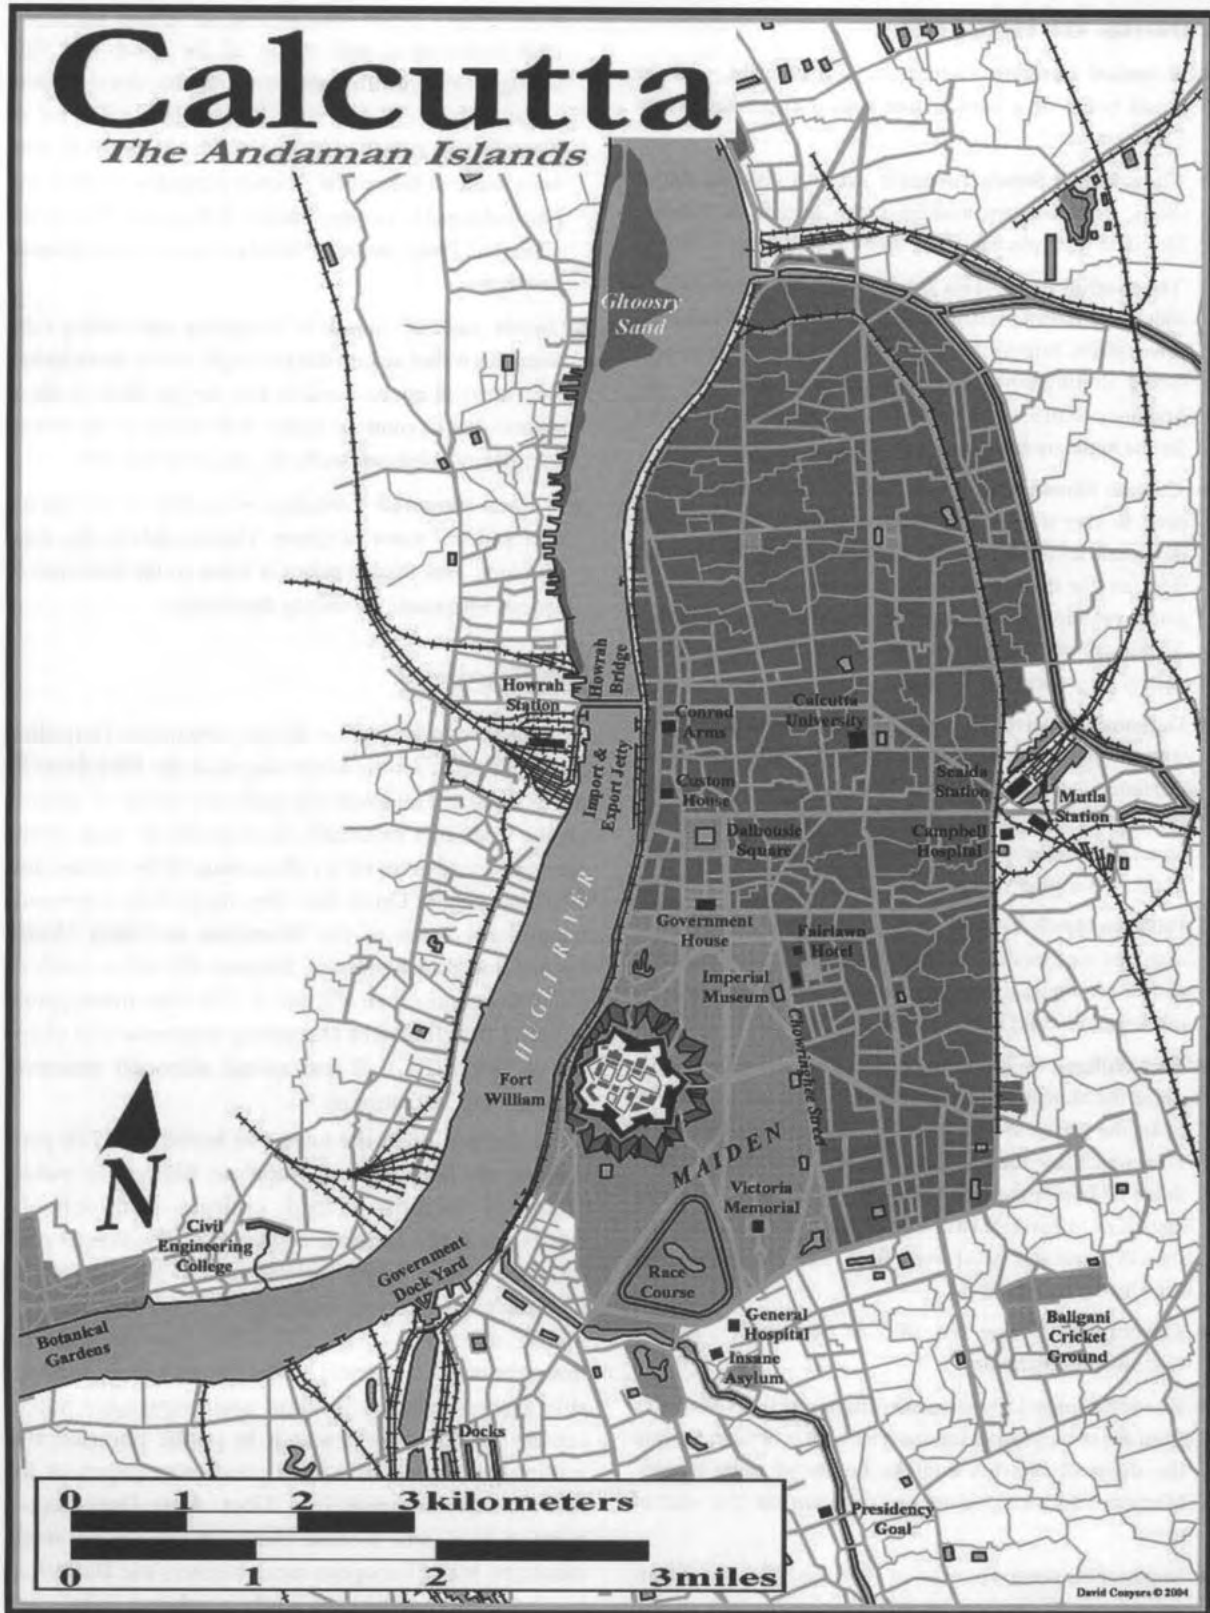 Calcutta
The Andaman Islands
Ghoosry
Sand
Howrah
Station
Howrah
Bridge
Conrad
Arms
Calcutta
University
Import &
Export Jetty
Custom
House
Sealda
Station
Mutla
Station
Dalhousie
Square
Campbell
Hospital
HUGLI RIVER
Government
House
Fairlawn
Hotel
Imperial
Museum
Chowringhee Street
Fort
William
MAIDEN
N
Victoria
Memorial
Civil
Engineering
College
Government
Dock Yard
Race
Course
Botanical
Gardens
General
Hospital
Baligani
Cricket
Ground
Insane
Asylum
Docks
0 1 2 3 kilometers
0 1 2 3 miles
Presidency
Goal
David Conyers © 2004